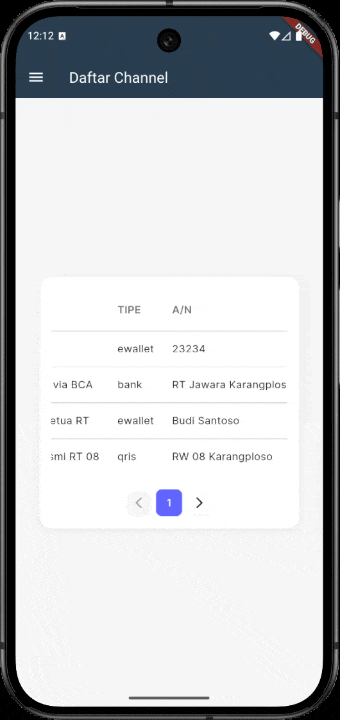 12:12 A
DEBUG
Daftar Channel
TIPE A/N
ewallet 23234
via BCA bank RT Jawara Karangplos
etua RT ewallet Budi Santoso
smi RT 08 qris RW 08 Karangploso
1